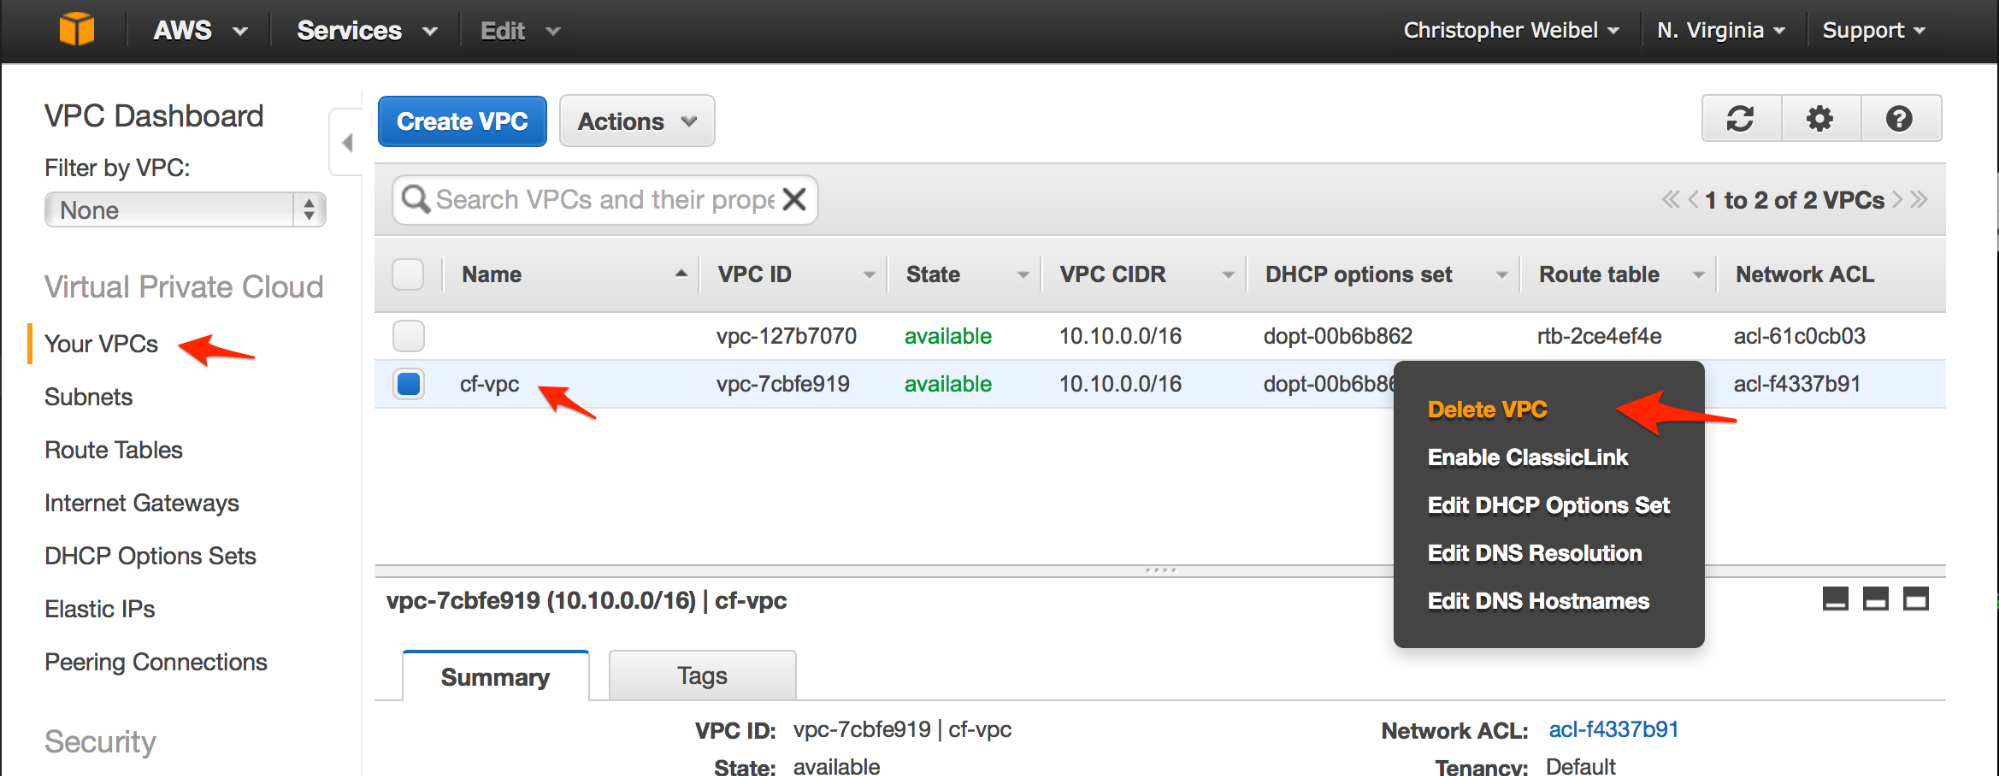 AWS Services Edit Christopher Weibel N. Virginia Support
VPC Dashboard
Filter by VPC:
None
Virtual Private Cloud
Your VPCs
Subnets
Route Tables
Internet Gateways
DHCP Options Sets
Elastic IPs
Peering Connections
Security
Create VPC Actions
Search VPCs and their prope
1 to 2 of 2 VPCs
Name VPC ID State VPC CIDR DHCP options set Route table Network ACL
vpc-127b7070 available 10.10.0.0/16 dopt-00b6b862 rtb-2ce4ef4e acl-61c0cb03
cf-vpc vpc-7cbfe919 available 10.10.0.0/16 dopt-00b6b86 acl-f4337b91
Delete VPC
Enable ClassicLink
Edit DHCP Options Set
Edit DNS Resolution
Edit DNS Hostnames
vpc-7cbfe919 (10.10.0.0/16) | cf-vpc
Summary Tags
VPC ID: vpc-7cbfe919 | cf-vpc Network ACL: acl-f4337b91
State: available Tenancy: Default